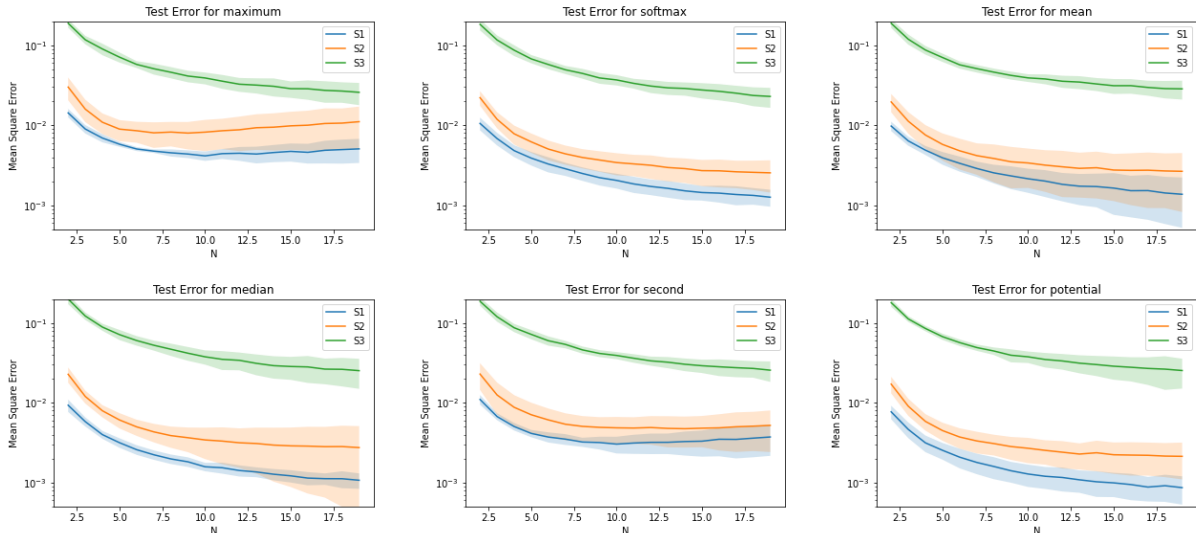 Test Error for maximum
Mean Square Error
10⁻¹
10⁻²
10⁻³
S1
S2
S3
2.5 5.0 7.5 10.0 12.5 15.0 17.5
N
Test Error for softmax
Mean Square Error
10⁻¹
10⁻²
10⁻³
S1
S2
S3
2.5 5.0 7.5 10.0 12.5 15.0 17.5
N
Test Error for mean
Mean Square Error
10⁻¹
10⁻²
10⁻³
S1
S2
S3
2.5 5.0 7.5 10.0 12.5 15.0 17.5
N
Test Error for median
Mean Square Error
10⁻¹
10⁻²
10⁻³
S1
S2
S3
2.5 5.0 7.5 10.0 12.5 15.0 17.5
N
Test Error for second
Mean Square Error
10⁻¹
10⁻²
10⁻³
S1
S2
S3
2.5 5.0 7.5 10.0 12.5 15.0 17.5
N
Test Error for potential
Mean Square Error
10⁻¹
10⁻²
10⁻³
S1
S2
S3
2.5 5.0 7.5 10.0 12.5 15.0 17.5
N